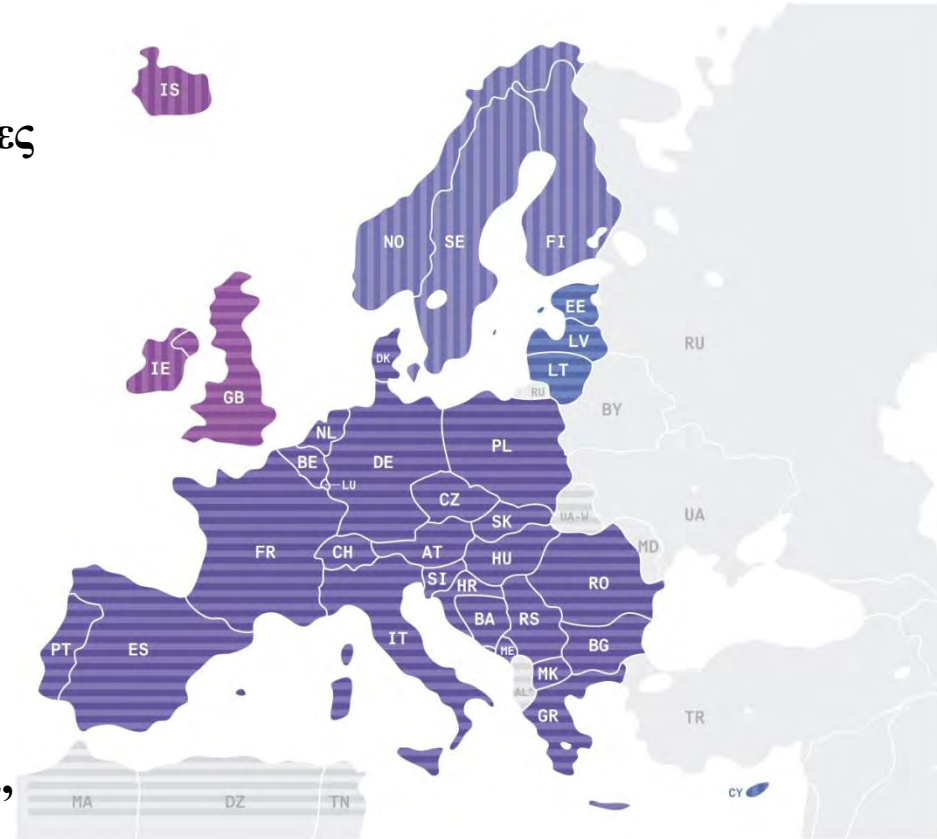 IS
ες
NO
SE
FI
EE
LV
RU
LT
DK
IE
RU
GB
BY
NL
PL
BE
DE
LU
CZ
UA-W
UA
SK
MD
FR
CH
AT
HU
RO
SI
HR
BA
RS
PT
ES
IT
ME
BG
MK
AL*
GR
TR
CY
”
MA
DZ
TN